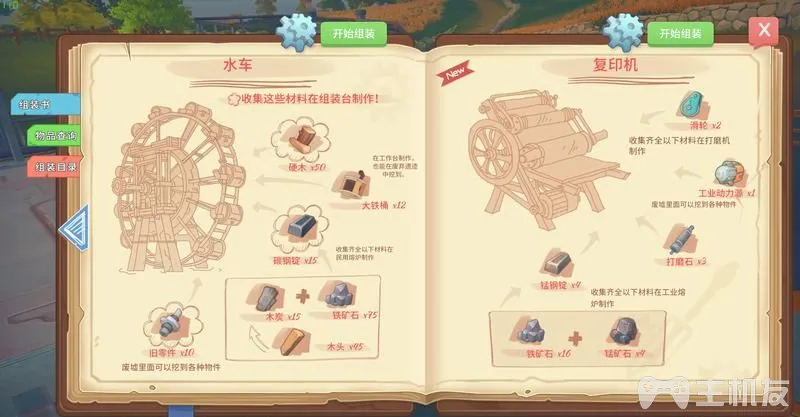 110
开始组装
开始组装
X
水车
收集这些材料在组装台制作！
组装书
物品查询
组装目录
硬木 x50
在工作台制作，
也能在废弃遗迹
中挖到。
大铁桶 x12
碳钢锭 x15
收集齐全以下材料在
民用熔炉制作
木炭 x15
铁矿石 x75
木头 x45
旧零件 x10
废墟里面可以挖到各种物件
New
复印机
滑轮 x2
收集齐全以下材料在打磨机
制作
工业动力源 x1
废墟里面可以挖到各种物件
打磨石 x3
锰钢锭 x4
收集齐全以下材料在工业熔
炉制作
铁矿石 x16
锰矿石 x4
主机友